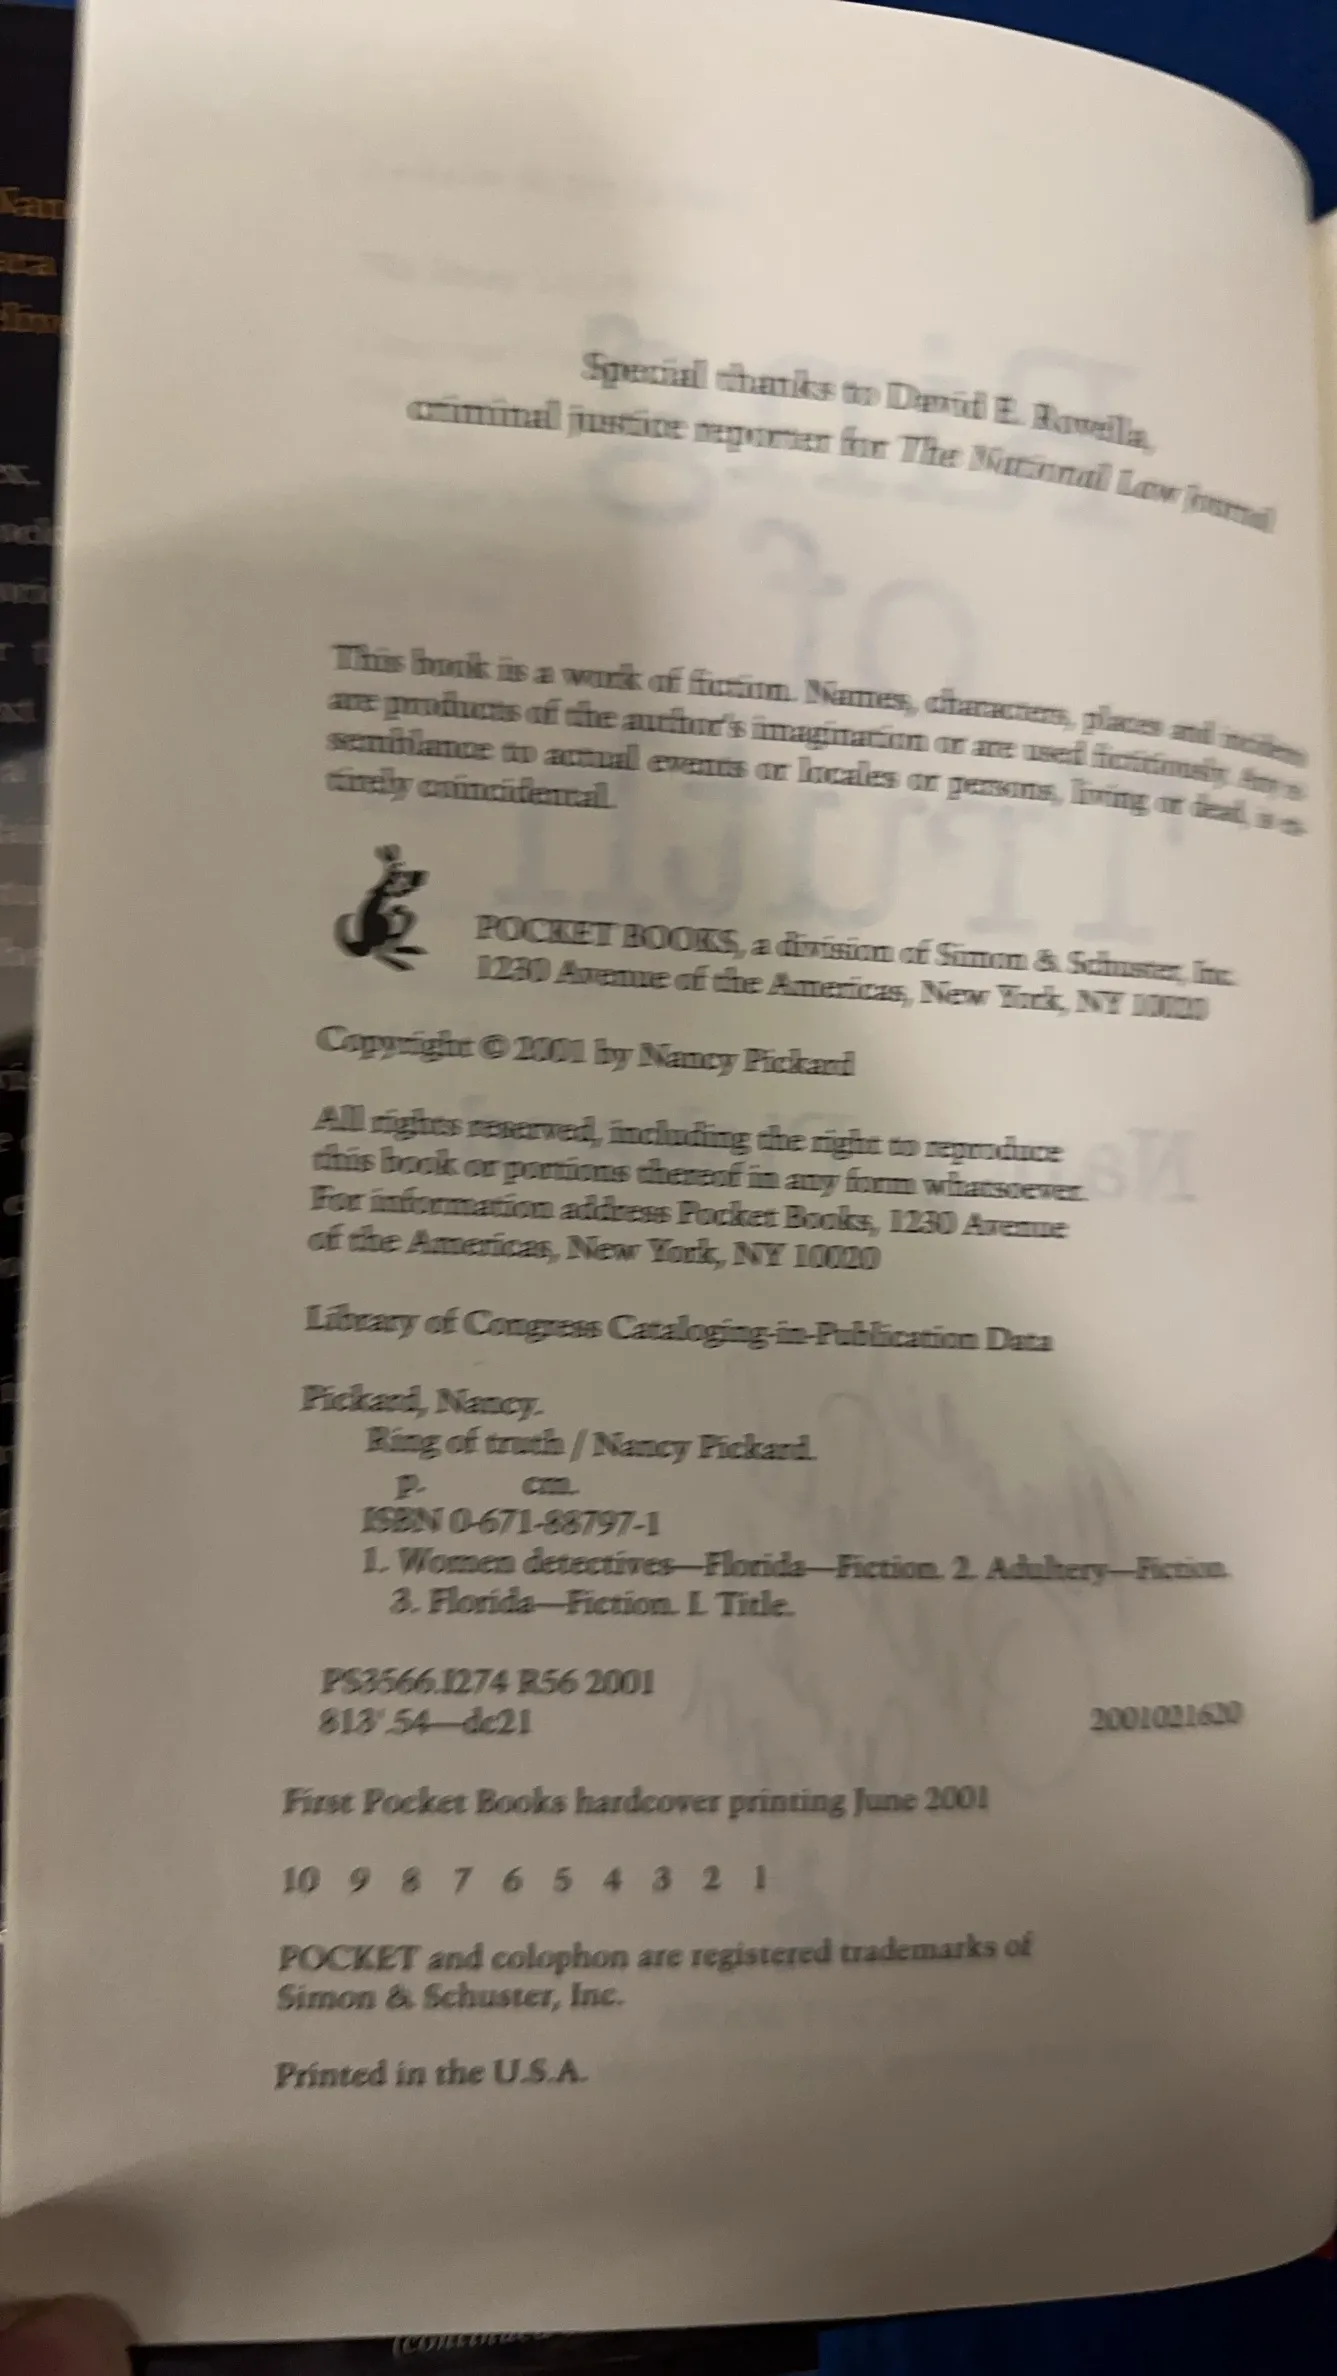 Special thanks to David E. Rovella,
criminal justice reporter for The National Law Journal
This book is a work of fiction. Names, characters, places and incidents
are products of the author's imagination or are used fictitiously. Any re-
semblance to actual events or locales or persons, living or dead, is en-
tirely coincidental.
POCKET BOOKS, a division of Simon & Schuster, Inc.
1230 Avenue of the Americas, New York, NY 10020
Copyright © 2001 by Nancy Pickard
All rights reserved, including the right to reproduce
this book or portions thereof in any form whatsoever.
For information address Pocket Books, 1230 Avenue
of the Americas, New York, NY 10020
Library of Congress Cataloging-in-Publication Data
Pickard, Nancy.
Ring of truth / Nancy Pickard.
p. cm.
ISBN 0-671-88797-1
1. Women detectives—Florida—Fiction. 2. Adultery—Fiction.
3. Florida—Fiction. I. Title.
PS3566.I274 R56 2001
813'.54—dc21 2001021620
First Pocket Books hardcover printing June 2001
10 9 8 7 6 5 4 3 2 1
POCKET and colophon are registered trademarks of
Simon & Schuster, Inc.
Printed in the U.S.A.